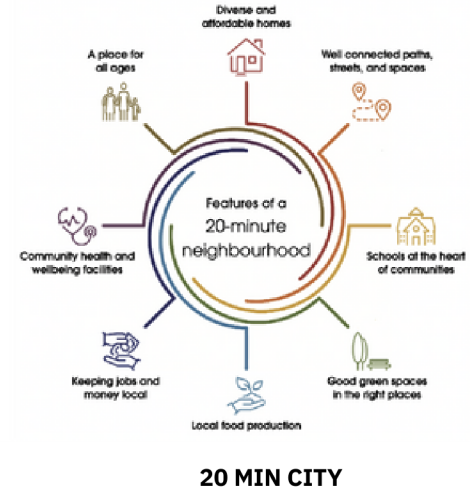 Diverse and
affordable homes
A place for
all ages
Well connected paths,
streets, and spaces
Features of a
20-minute
neighbourhood
Community health and
wellbeing facilities
Schools at the heart
of communities
Keeping jobs and
money local
Good green spaces
in the right places
Local food production
20 MIN CITY